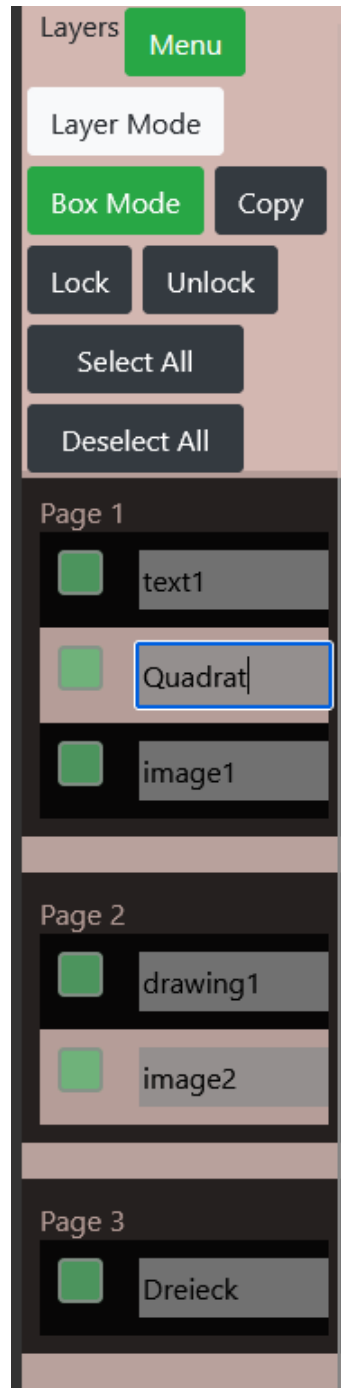 Layers Menu
Layer Mode
Box Mode Copy
Lock Unlock
Select All
Deselect All
Page 1
text1
Quadrat
image1
Page 2
drawing1
image2
Page 3
Dreieck